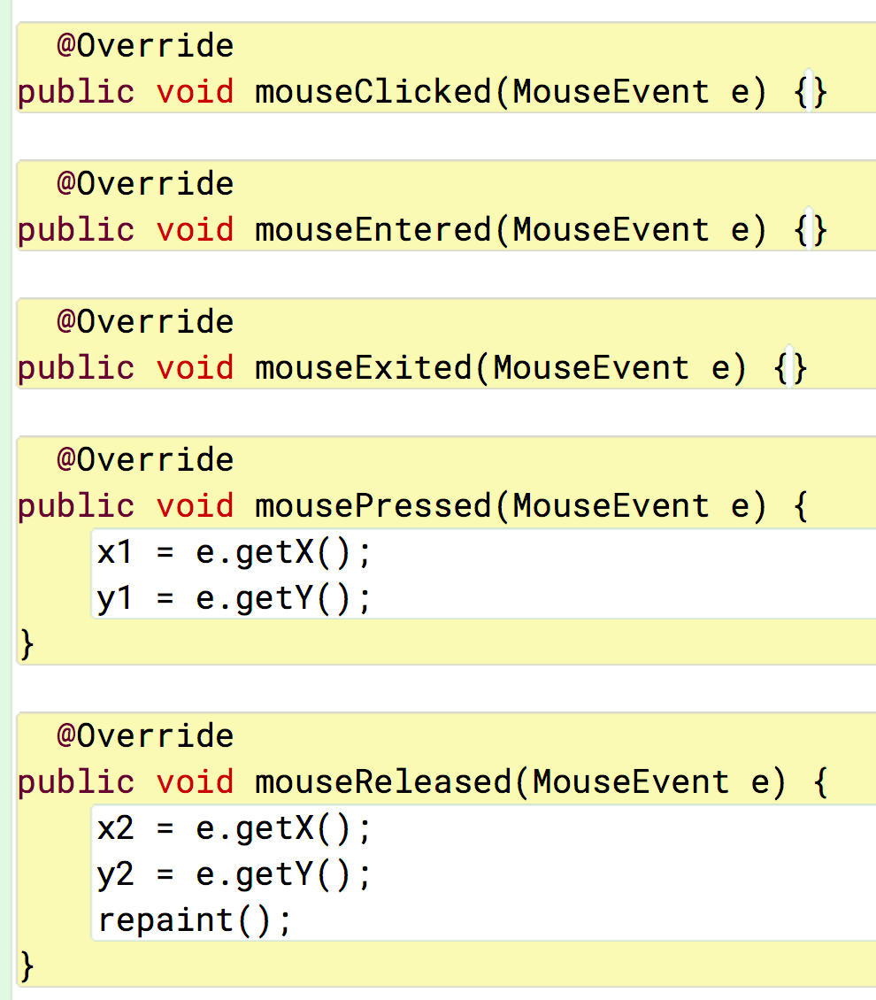 @Override
public void mouseClicked(MouseEvent e) {}
@Override
public void mouseEntered(MouseEvent e) {}
@Override
public void mouseExited(MouseEvent e) {}
@Override
public void mousePressed(MouseEvent e) {
x1 = e.getX();
y1 = e.getY();
}
@Override
public void mouseReleased(MouseEvent e) {
x2 = e.getX();
y2 = e.getY();
repaint();
}